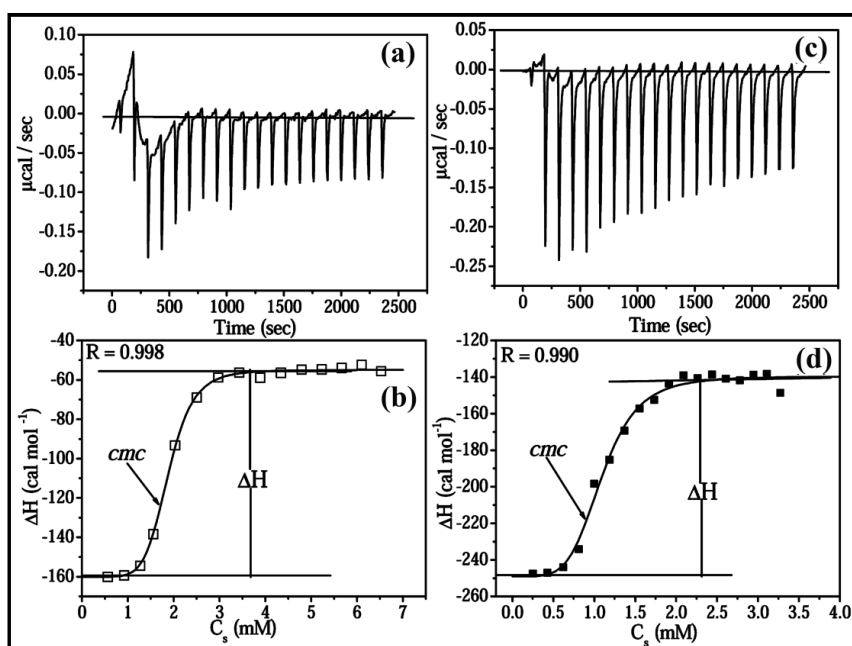 (a)
0.10
0.05
0.00
-0.05
-0.10
-0.15
-0.20
μcal / sec
0 500 1000 1500 2000 2500
Time (sec)
(c)
0.05
0.00
-0.05
-0.10
-0.15
-0.20
-0.25
μcal / sec
0 500 1000 1500 2000 2500
Time (sec)
R = 0.998
(b)
-40
-60
-80
-100
-120
-140
-160
ΔH (cal mol⁻¹)
cmc
ΔH
0 1 2 3 4 5 6 7
Cₛ (mM)
R = 0.990
(d)
-120
-140
-160
-180
-200
-220
-240
-260
ΔH (cal mol⁻¹)
cmc
ΔH
0.0 0.5 1.0 1.5 2.0 2.5 3.0 3.5 4.0
Cₛ (mM)